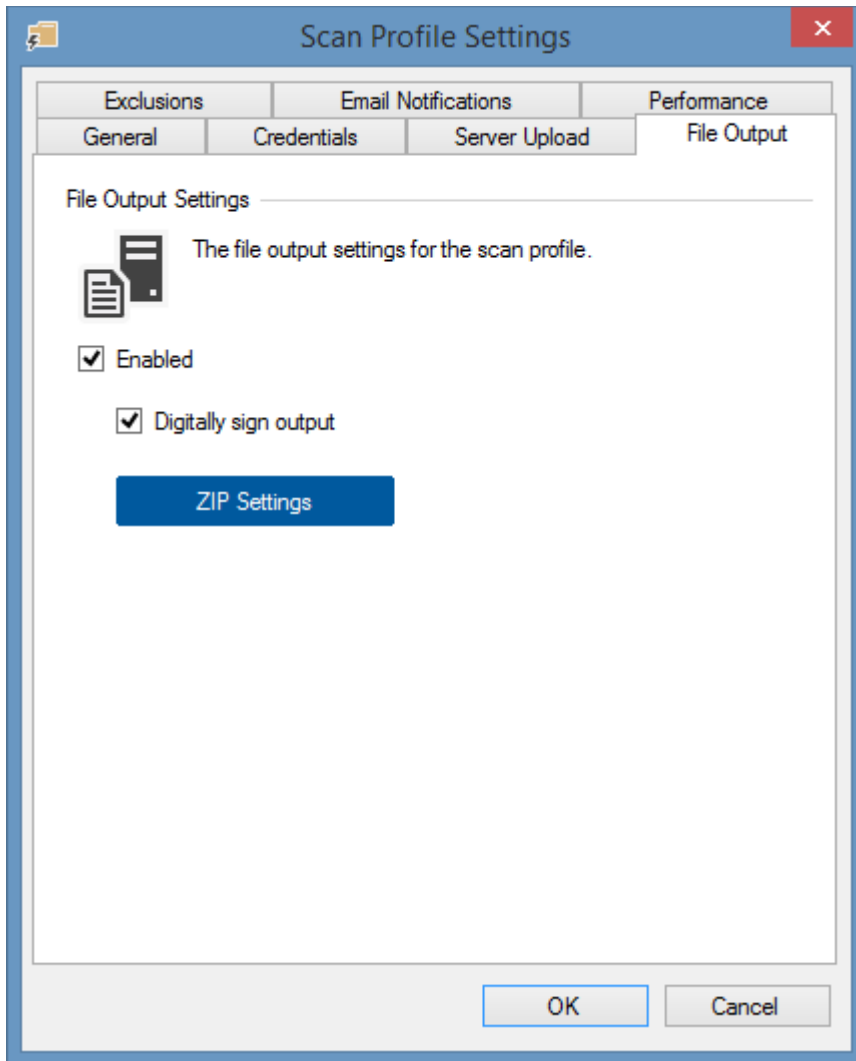 Scan Profile Settings
Exclusions
Email Notifications
Performance
General
Credentials
Server Upload
File Output
File Output Settings
The file output settings for the scan profile.
Enabled
Digitally sign output
ZIP Settings
OK
Cancel